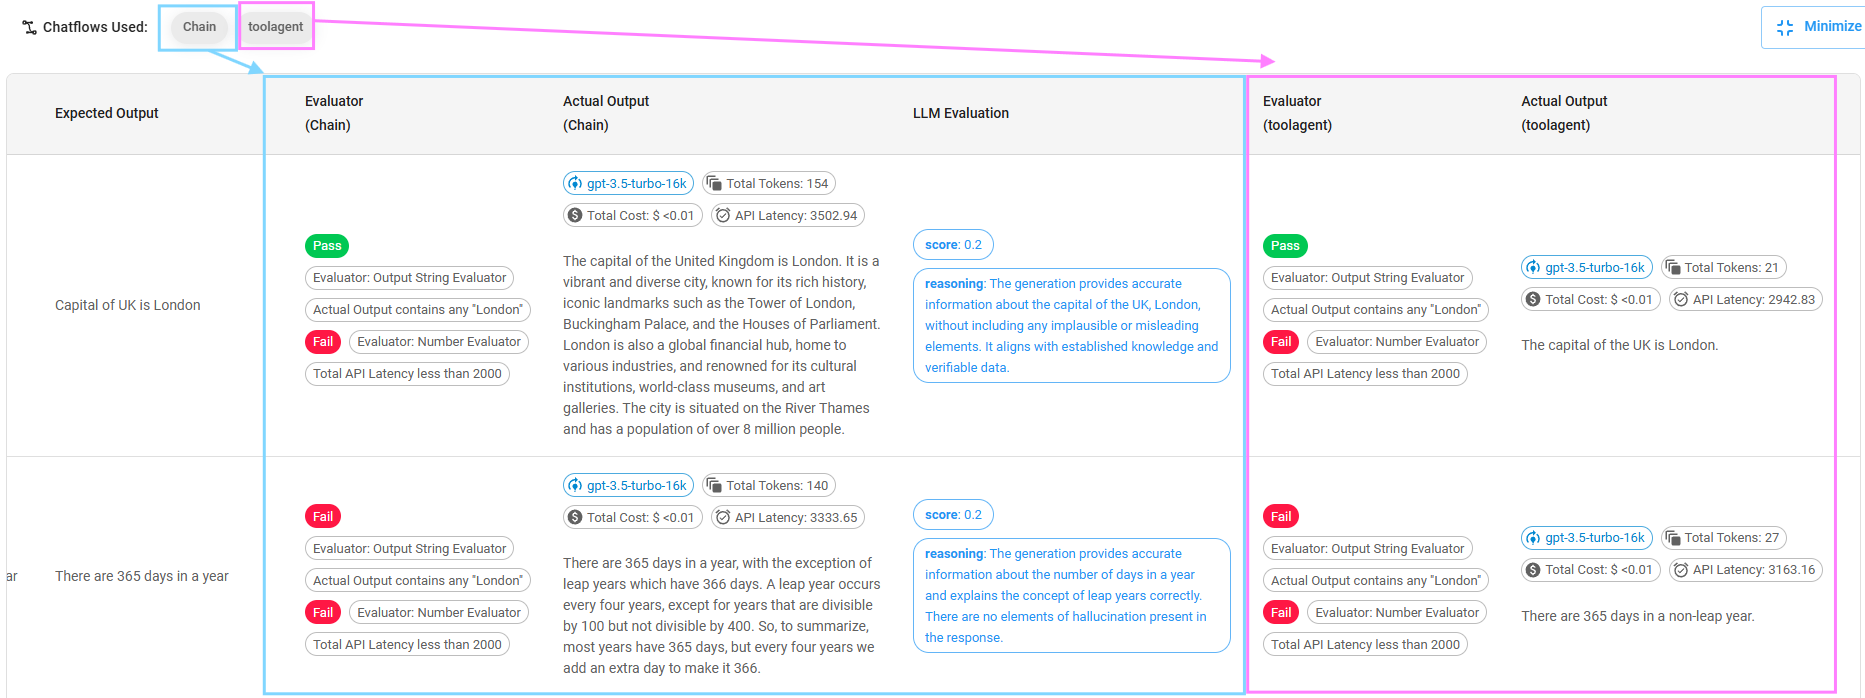 Chatflows Used:
Chain
toolagent
Minimize
Expected Output
Evaluator
(Chain)
Actual Output
(Chain)
LLM Evaluation
Evaluator
(toolagent)
Actual Output
(toolagent)
Capital of UK is London
Pass
Evaluator: Output String Evaluator
Actual Output contains any "London"
Fail
Evaluator: Number Evaluator
Total API Latency less than 2000
gpt-3.5-turbo-16k
Total Tokens: 154
Total Cost: $ <0.01
API Latency: 3502.94
The capital of the United Kingdom is London. It is a
vibrant and diverse city, known for its rich history,
iconic landmarks such as the Tower of London,
Buckingham Palace, and the Houses of Parliament.
London is also a global financial hub, home to
various industries, and renowned for its cultural
institutions, world-class museums, and art
galleries. The city is situated on the River Thames
and has a population of over 8 million people.
score: 0.2
reasoning: The generation provides accurate
information about the capital of the UK, London,
without including any implausible or misleading
elements. It aligns with established knowledge and
verifiable data.
Pass
Evaluator: Output String Evaluator
Actual Output contains any "London"
Fail
Evaluator: Number Evaluator
Total API Latency less than 2000
gpt-3.5-turbo-16k
Total Tokens: 21
Total Cost: $ <0.01
API Latency: 2942.83
The capital of the UK is London.
ar
There are 365 days in a year
Fail
Evaluator: Output String Evaluator
Actual Output contains any "London"
Fail
Evaluator: Number Evaluator
Total API Latency less than 2000
gpt-3.5-turbo-16k
Total Tokens: 140
Total Cost: $ <0.01
API Latency: 3333.65
There are 365 days in a year, with the exception of
leap years which have 366 days. A leap year occurs
every four years, except for years that are divisible
by 100 but not divisible by 400. So, to summarize,
most years have 365 days, but every four years we
add an extra day to make it 366.
score: 0.2
reasoning: The generation provides accurate
information about the number of days in a year
and explains the concept of leap years correctly.
There are no elements of hallucination present in
the response.
Fail
Evaluator: Output String Evaluator
Actual Output contains any "London"
Fail
Evaluator: Number Evaluator
Total API Latency less than 2000
gpt-3.5-turbo-16k
Total Tokens: 27
Total Cost: $ <0.01
API Latency: 3163.16
There are 365 days in a non-leap year.